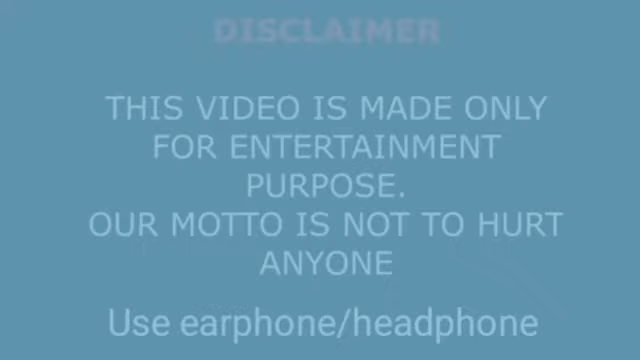 DISCLAIMER
THIS VIDEO IS MADE ONLY
FOR ENTERTAINMENT
PURPOSE.
OUR MOTTO IS NOT TO HURT
ANYONE
Use earphone/headphone